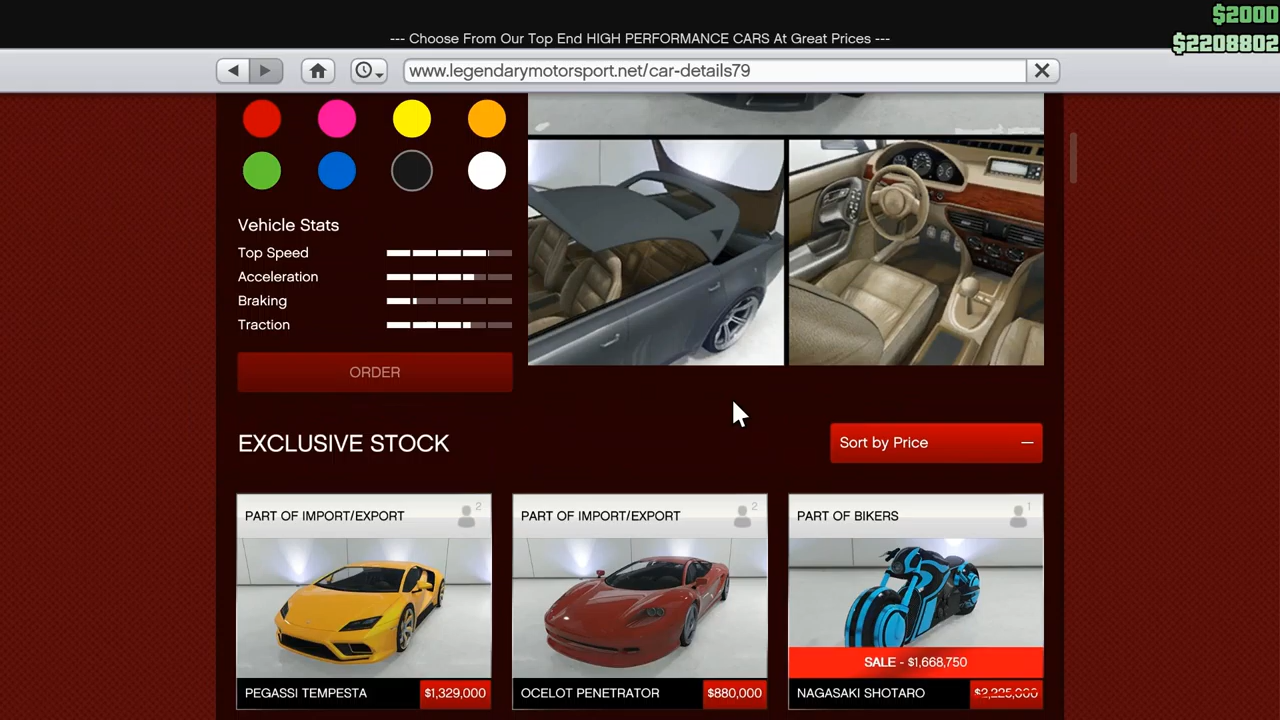 $2000
--- Choose From Our Top End HIGH PERFORMANCE CARS At Great Prices ---
$2208802
www.legendarymotorsport.net/car-details79
Vehicle Stats
Top Speed
Acceleration
Braking
Traction
ORDER
EXCLUSIVE STOCK
Sort by Price
PART OF IMPORT/EXPORT 2
PART OF IMPORT/EXPORT 2
PART OF BIKERS 1
SALE - $1,668,750
PEGASSI TEMPESTA $1,329,000
OCELOT PENETRATOR $880,000
NAGASAKI SHOTARO $2,225,000